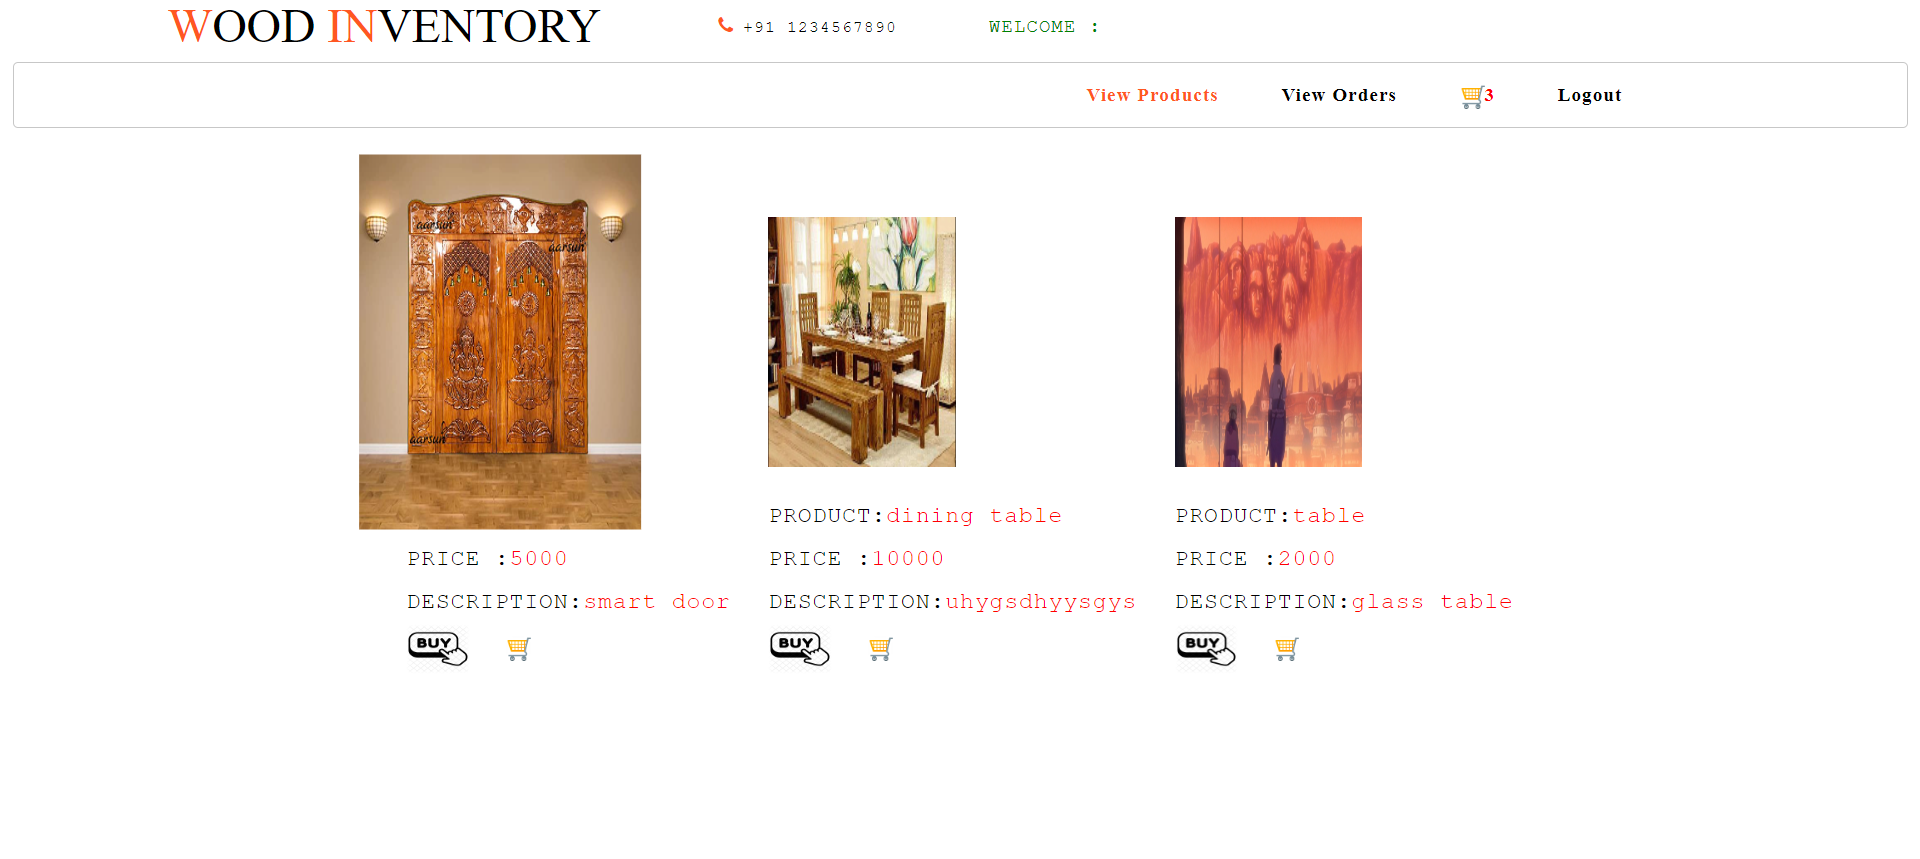 WOOD INVENTORY
+91 1234567890
WELCOME :
View Products
View Orders
3
Logout
aarsun
aarsun
aarsun
PRODUCT:dining table
PRODUCT:table
PRICE :5000
PRICE :10000
PRICE :2000
DESCRIPTION:smart door
DESCRIPTION:uhygsdhyysgys
DESCRIPTION:glass table
BUY
BUY
BUY